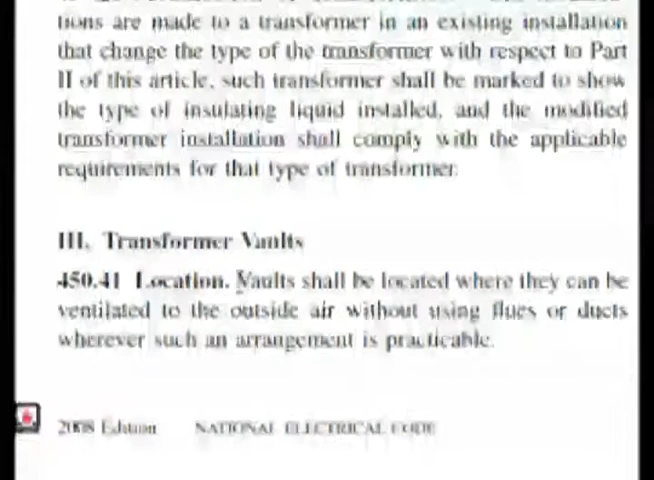 tions are made to a transformer in an existing installation
that change the type of the transformer with respect to Part
II of this article, such transformer shall be marked to show
the type of insulating liquid installed, and the modified
transformer installation shall comply with the applicable
requirements for that type of transformer.
III. Transformer Vaults
450.41 Location. Vaults shall be located where they can be
ventilated to the outside air without using flues or ducts
wherever such an arrangement is practicable.
2008 Edition NATIONAL ELECTRICAL CODE